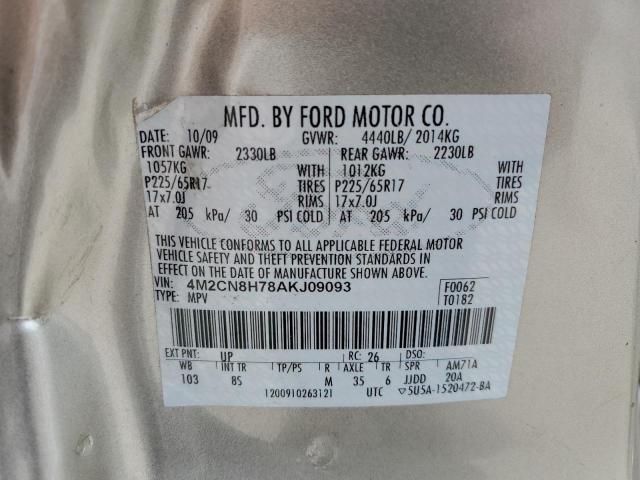 MFD. BY FORD MOTOR CO.
DATE: 10/09 GVWR: 4440LB/ 2014KG
FRONT GAWR: 2330LB REAR GAWR: 2230LB
1057KG WITH 1012KG WITH
P225/65R17 TIRES P225/65R17 TIRES
17x7.0J RIMS 17x7.0J RIMS
AT 205 kPa/ 30 PSI COLD AT 205 kPa/ 30 PSI COLD
THIS VEHICLE CONFORMS TO ALL APPLICABLE FEDERAL MOTOR
VEHICLE SAFETY AND THEFT PREVENTION STANDARDS IN
EFFECT ON THE DATE OF MANUFACTURE SHOWN ABOVE.
VIN: 4M2CN8H78AKJ09093 F0062
TYPE: MPV T0182
EXT PNT: UP RC: 26 DSO:
WB INT TR TP/PS R AXLE TR SPR AM71A
103 8S M 35 6 JJDD 20A
1200910263121 UTC ▽5U5A-1520472-BA